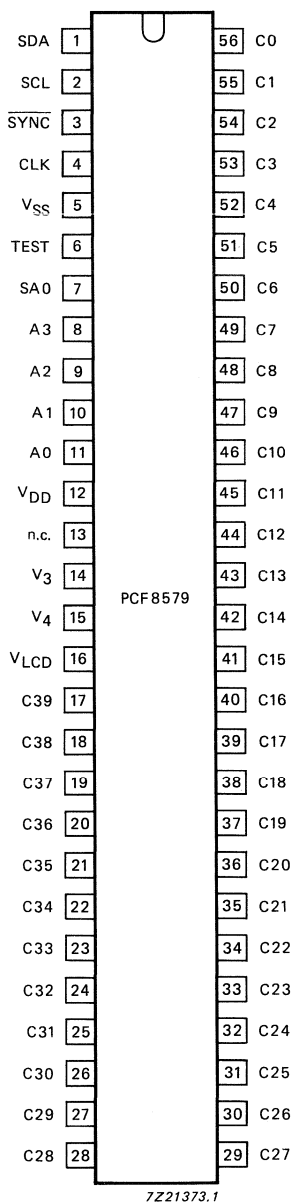 SDA 1 56 C0
SCL 2 55 C1
S̅Y̅N̅C̅ 3 54 C2
CLK 4 53 C3
VSS 5 52 C4
TEST 6 51 C5
SA0 7 50 C6
A3 8 49 C7
A2 9 48 C8
A1 10 47 C9
A0 11 46 C10
VDD 12 45 C11
n.c. 13 44 C12
V3 14 43 C13
PCF8579
V4 15 42 C14
VLCD 16 41 C15
C39 17 40 C16
C38 18 39 C17
C37 19 38 C18
C36 20 37 C19
C35 21 36 C20
C34 22 35 C21
C33 23 34 C22
C32 24 33 C23
C31 25 32 C24
C30 26 31 C25
C29 27 30 C26
C28 28 29 C27
7Z21373.1